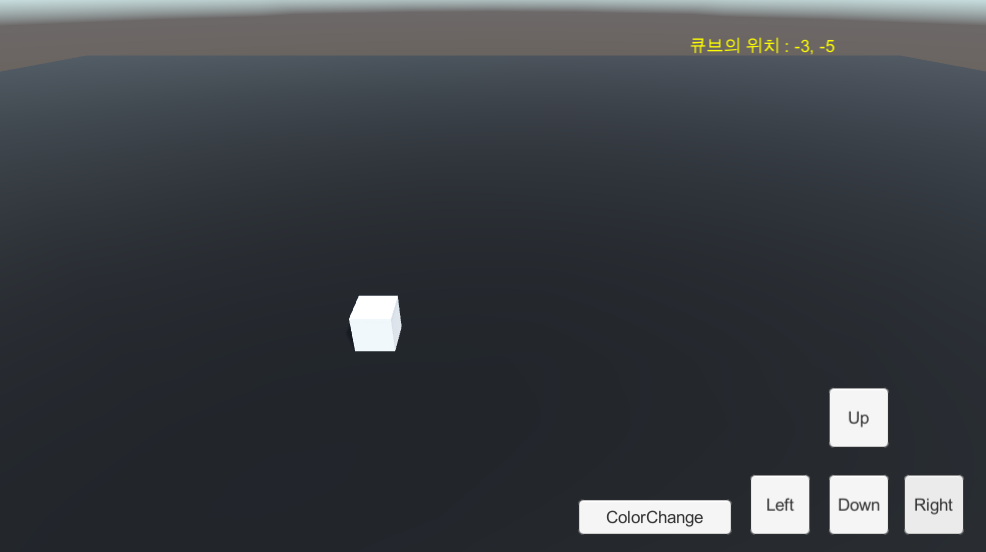 큐브의 위치 : -3, -5
Up
Left
Down
Right
ColorChange